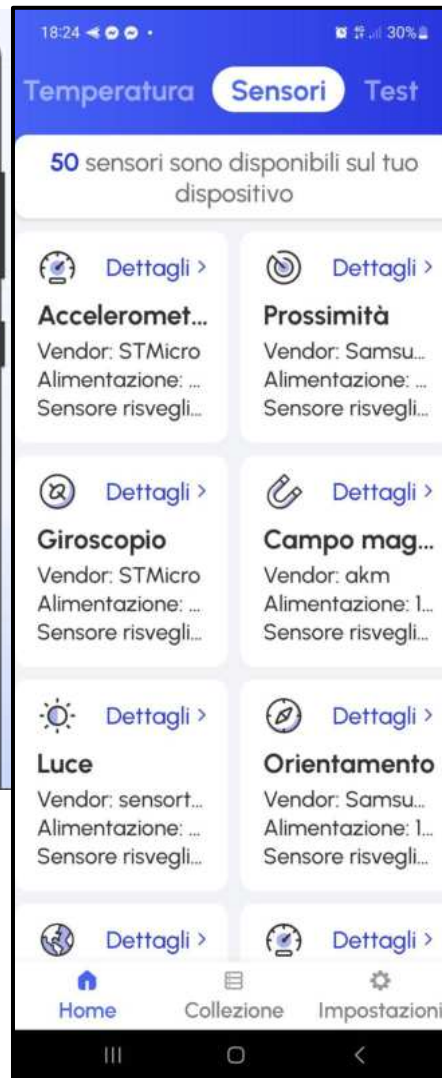 18:24
30%
Temperatura Sensori Test
50 sensori sono disponibili sul tuo
dispositivo
Dettagli >
Acceleromet...
Vendor: STMicro
Alimentazione: ...
Sensore risvegli...
Dettagli >
Prossimità
Vendor: Samsu...
Alimentazione: ...
Sensore risvegli...
Dettagli >
Giroscopio
Vendor: STMicro
Alimentazione: ...
Sensore risvegli...
Dettagli >
Campo mag...
Vendor: akm
Alimentazione: 1...
Sensore risvegli...
Dettagli >
Luce
Vendor: sensort...
Alimentazione: ...
Sensore risvegli...
Dettagli >
Orientamento
Vendor: Samsu...
Alimentazione: 1...
Sensore risvegli...
Dettagli >
Dettagli >
Home Collezione Impostazioni